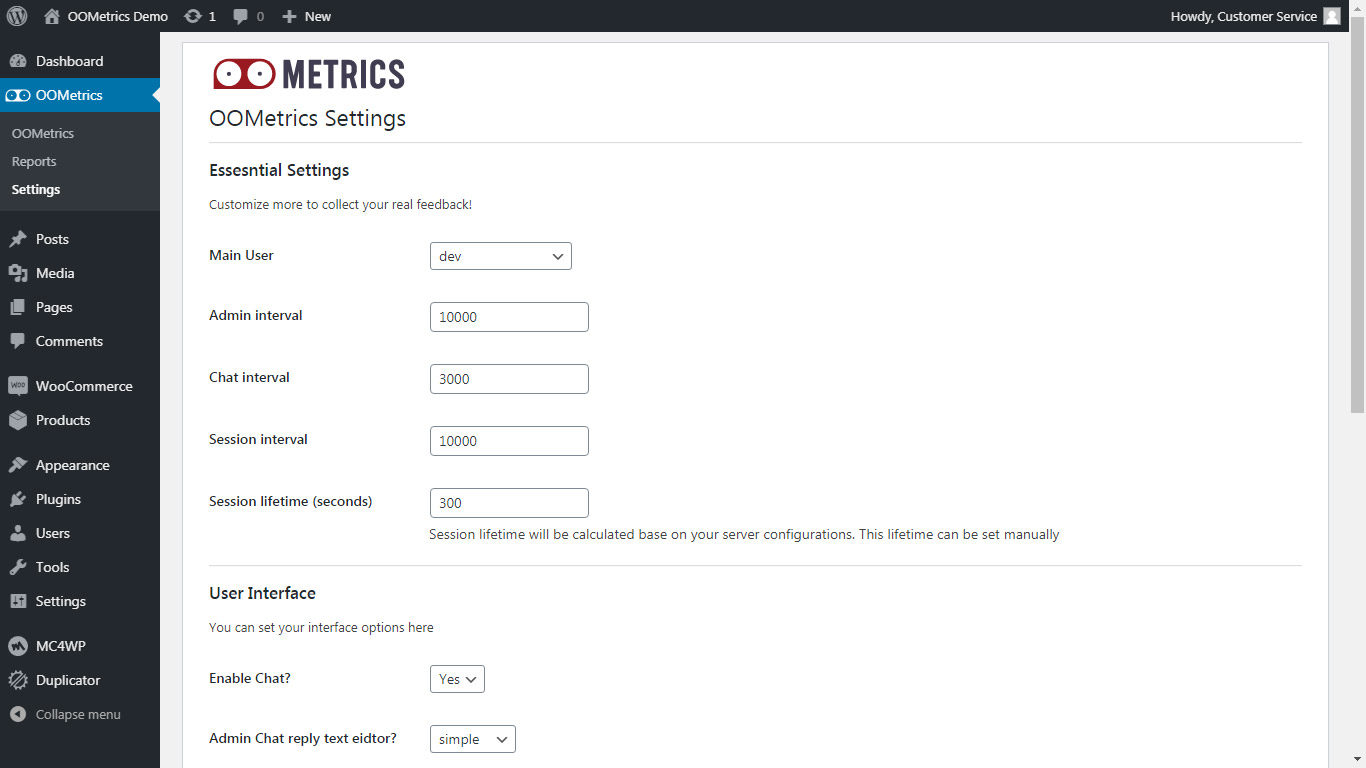 OOMetrics Demo 1 0 New Howdy, Customer Service
Dashboard
OOMetrics
OOMetrics
Reports
Settings
Posts
Media
Pages
Comments
WOO WooCommerce
Products
Appearance
Plugins
Users
Tools
Settings
MC4WP
Duplicator
Collapse menu
OOMETRICS
OOMetrics Settings
Essesntial Settings
Customize more to collect your real feedback!
Main User dev
Admin interval 10000
Chat interval 3000
Session interval 10000
Session lifetime (seconds) 300
Session lifetime will be calculated base on your server configurations. This lifetime can be set manually
User Interface
You can set your interface options here
Enable Chat? Yes
Admin Chat reply text eidtor? simple